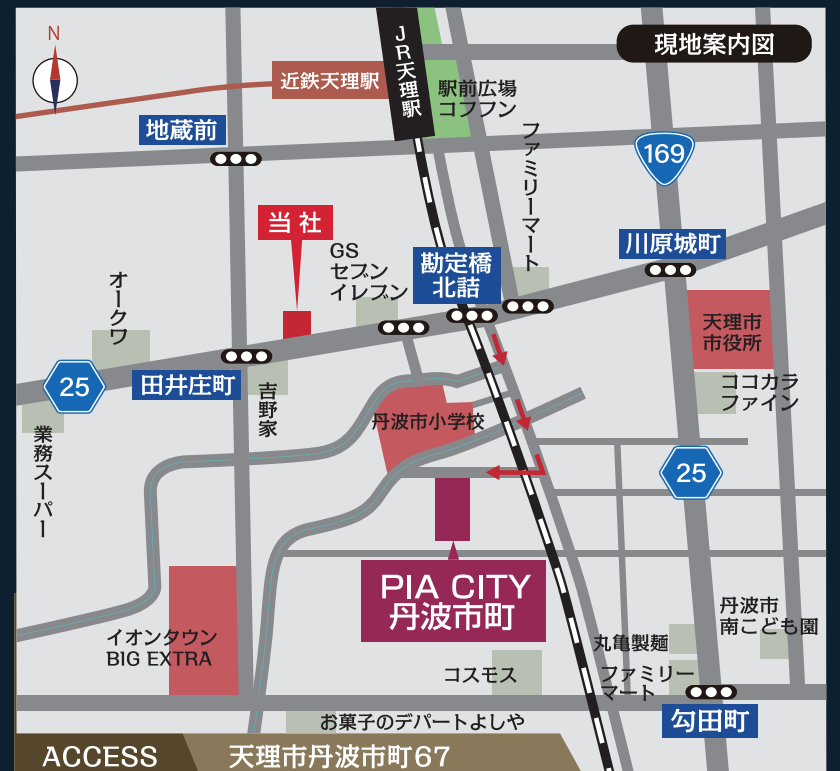 現地案内図
N
JR天理駅
近鉄天理駅
駅前広場
コフフン
地蔵前
ファミリーマート
169
当社
GS
セブン
イレブン
勘定橋
北詰
川原城町
オークワ
天理市
市役所
25
田井庄町
吉野家
ココカラ
ファイン
丹波市小学校
業務スーパー
25
PIA CITY
丹波市町
イオンタウン
BIG EXTRA
丹波市
南こども園
丸亀製麺
コスモス
ファミリー
マート
お菓子のデパートよしや
勾田町
ACCESS
天理市丹波市町67